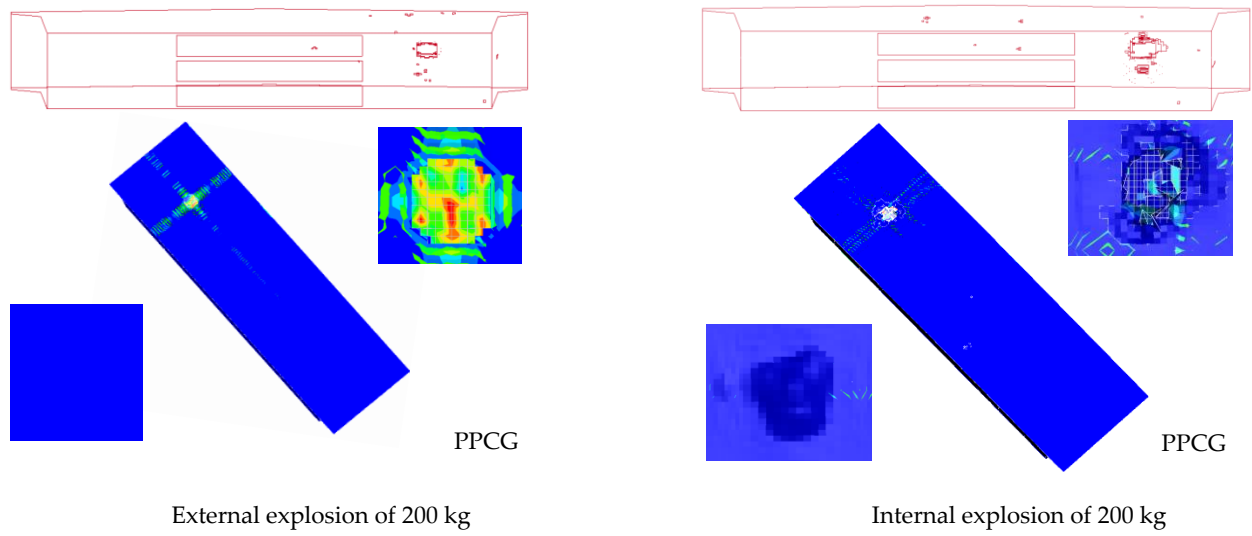 PPCG
PPCG
External explosion of 200 kg
Internal explosion of 200 kg